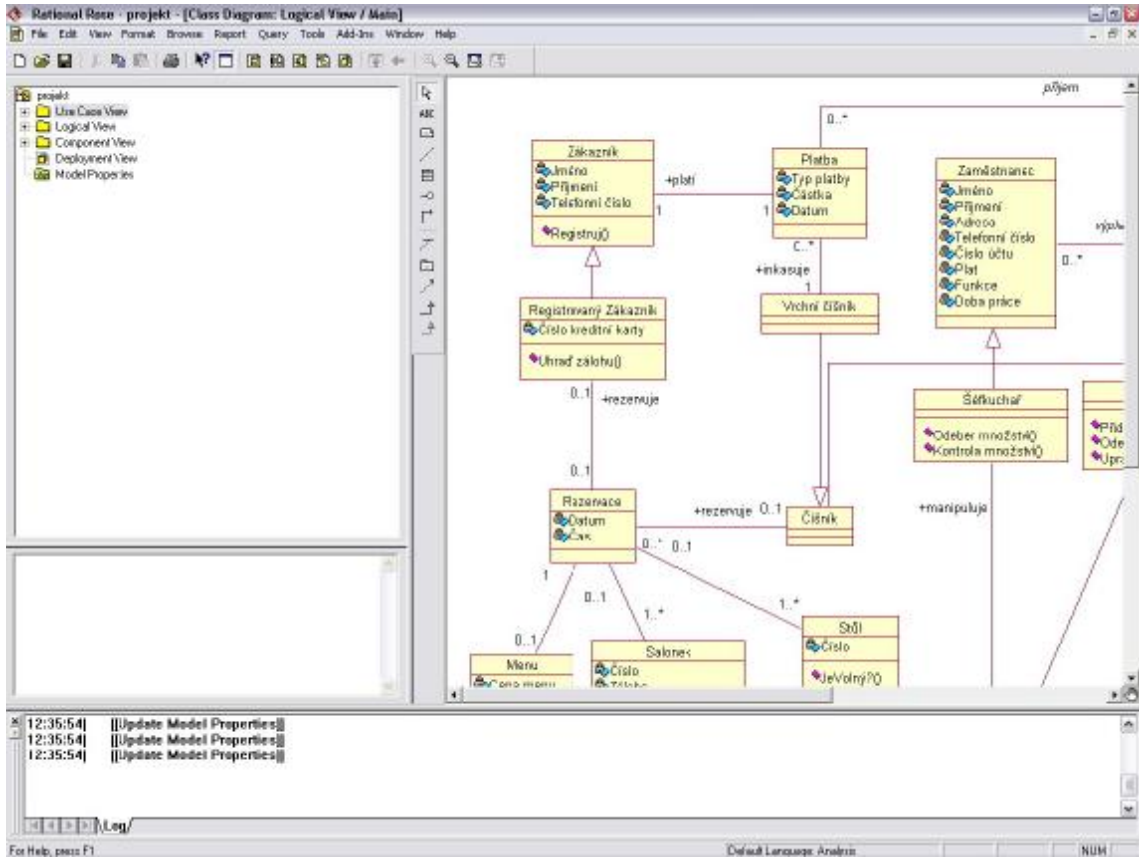 Rational Rose - projekt - [Class Diagram: Logical View / Main]
File Edit View Format Browse Report Query Tools Add-Ins Window Help
projekt
Use Case View
Logical View
Component View
Deployment View
Model Properties
ABC
příjem
0..*
Zákazník
Jméno
Příjmení
Telefonní číslo
Registruj()
+platí
1
1
Platba
Typ platby
Částka
Datum
Zaměstnanec
Jméno
Příjmení
Adresa
Telefonní číslo
Číslo účtu
Plat
Funkce
Doba práce
0..*
0..*
+inkasuje
1
Vrchní číšník
Registrovaný Zákazník
Číslo kreditní karty
Uhraď zálohu()
0..1
+rezervuje
0..1
Šéfkuchař
Odeber množství()
Kontrola množství()
+manipuluje
Rezervace
Datum
Čas
+rezervuje
0..1
Číšník
0..*
0..1
1
0..1
0..1
1..*
1..*
Menu
Cena menu
Salonek
Číslo
Záloha
Stůl
Číslo
JeVolný?()
12:35:54| [[Update Model Properties]]
12:35:54| [[Update Model Properties]]
12:35:54| [[Update Model Properties]]
Log
For Help, press F1
Default Language: Analysis
NUM